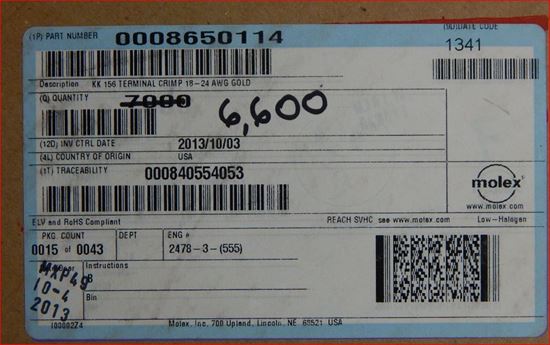 (1P) PART NUMBER 0008650114 (9D)DATE CODE
1341
Description KK 156 TERMINAL CRIMP 18-24 AWG GOLD
(Q) QUANTITY 7000 6,600
(12D) INV CTRL DATE 2013/10/03
(4L) COUNTRY OF ORIGIN USA
(1T) TRACEABILITY 000840554053
molex
www.molex.com
ELV and RoHS Compliant REACH SVHC see www.molex.com Low-Halogen
PKG. COUNT DEPT ENG #
0015 of 0043 2478-3-(555)
Instructions
B
10-4
Bin
2013
Molex, Inc. 700 Upland, Lincoln, NE 68521 USA